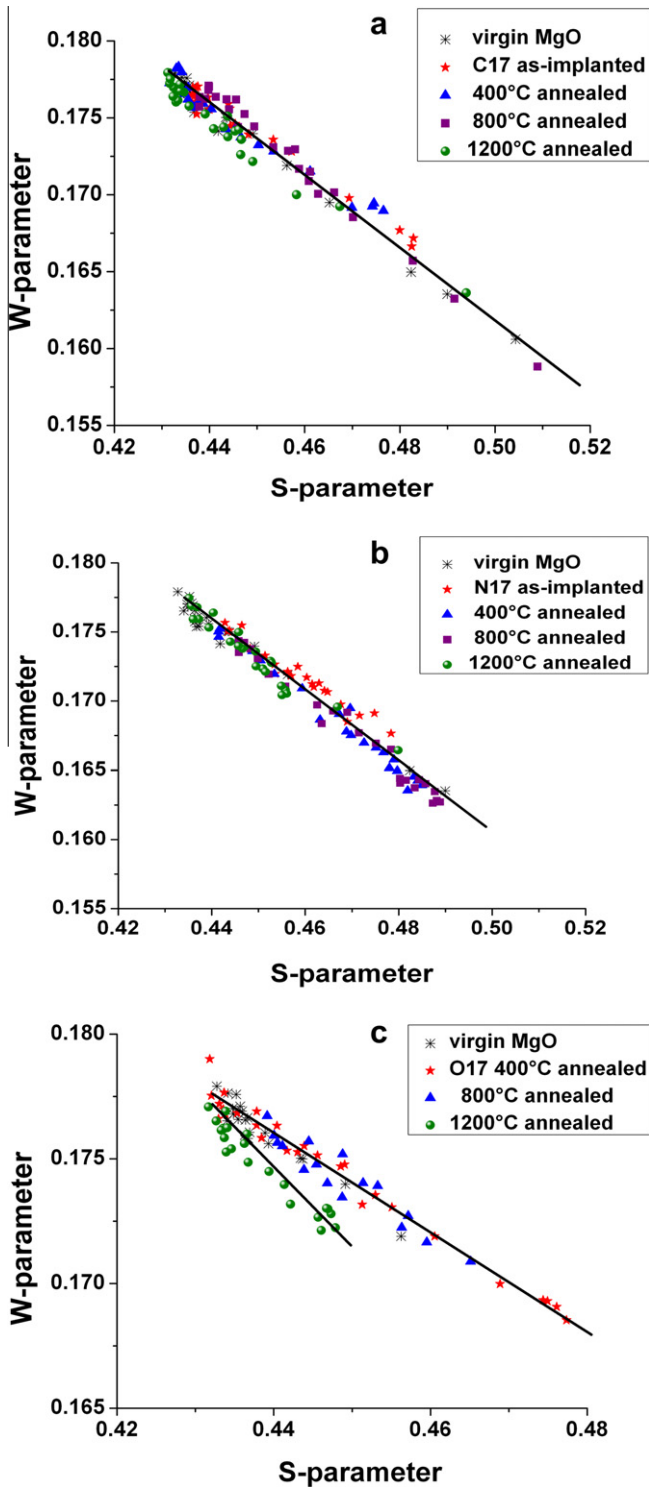 a
virgin MgO
C17 as-implanted
400°C annealed
800°C annealed
1200°C annealed
W-parameter
0.180
0.175
0.170
0.165
0.160
0.155
0.42 0.44 0.46 0.48 0.50 0.52
S-parameter
b
virgin MgO
N17 as-implanted
400°C annealed
800°C annealed
1200°C annealed
W-parameter
0.180
0.175
0.170
0.165
0.160
0.155
0.42 0.44 0.46 0.48 0.50 0.52
S-parameter
c
virgin MgO
O17 400°C annealed
800°C annealed
1200°C annealed
W-parameter
0.180
0.175
0.170
0.165
0.42 0.44 0.46 0.48
S-parameter